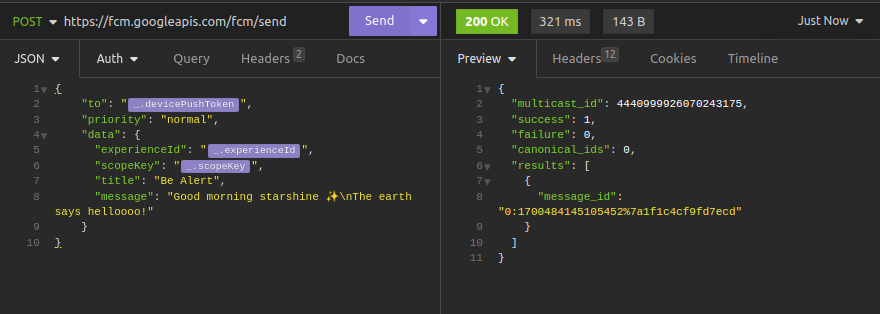 POST https://fcm.googleapis.com/fcm/send Send
200 OK 321 ms 143 B Just Now
JSON Auth Query Headers 2 Docs
Preview Headers 12 Cookies Timeline
1 {
2 "to": " _.devicePushToken ",
3 "priority": "normal",
4 "data": {
5 "experienceId": " _.experienceId ",
6 "scopeKey": " _.scopeKey ",
7 "title": "Be Alert",
8 "message": "Good morning starshine ✨\nThe earth
says helloooo!"
9 }
10 }
1 {
2 "multicast_id": 4440999926070243175,
3 "success": 1,
4 "failure": 0,
5 "canonical_ids": 0,
6 "results": [
7 {
8 "message_id":
"0:1700484145105452%7a1f1c4cf9fd7ecd"
9 }
10 ]
11 }